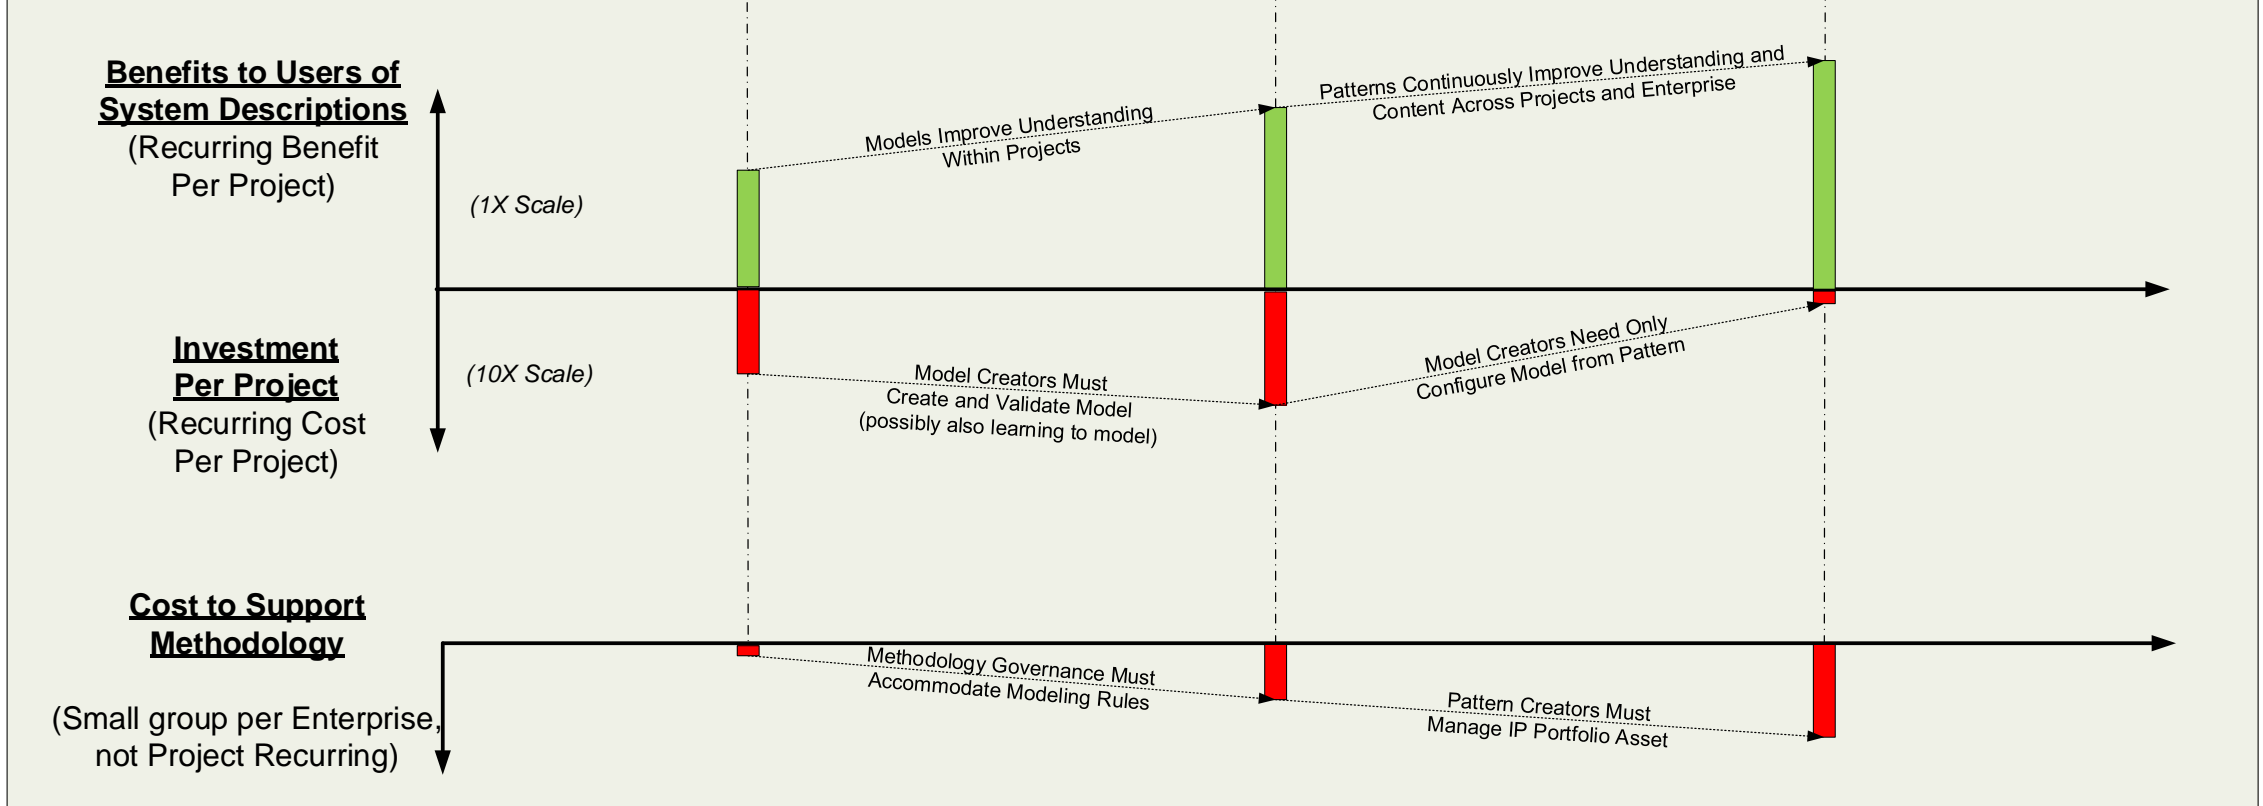 Benefits to Users of
System Descriptions
(Recurring Benefit
Per Project)
(1X Scale)
Models Improve Understanding
Within Projects
Patterns Continuously Improve Understanding and
Content Across Projects and Enterprise
Investment
Per Project
(Recurring Cost
Per Project)
(10X Scale)
Model Creators Must
Create and Validate Model
(possibly also learning to model)
Model Creators Need Only
Configure Model from Pattern
Cost to Support
Methodology
(Small group per Enterprise,
not Project Recurring)
Methodology Governance Must
Accommodate Modeling Rules
Pattern Creators Must
Manage IP Portfolio Asset